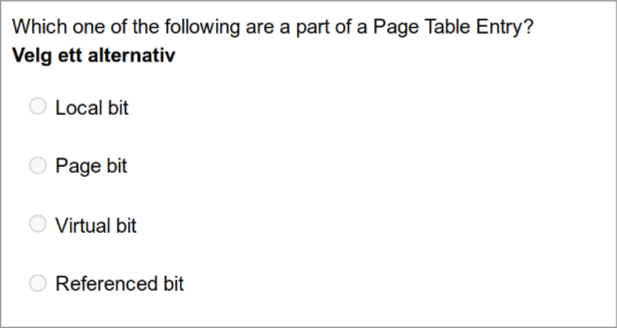 Which one of the following are a part of a Page Table Entry?
Velg ett alternativ
Local bit
Page bit
Virtual bit
Referenced bit